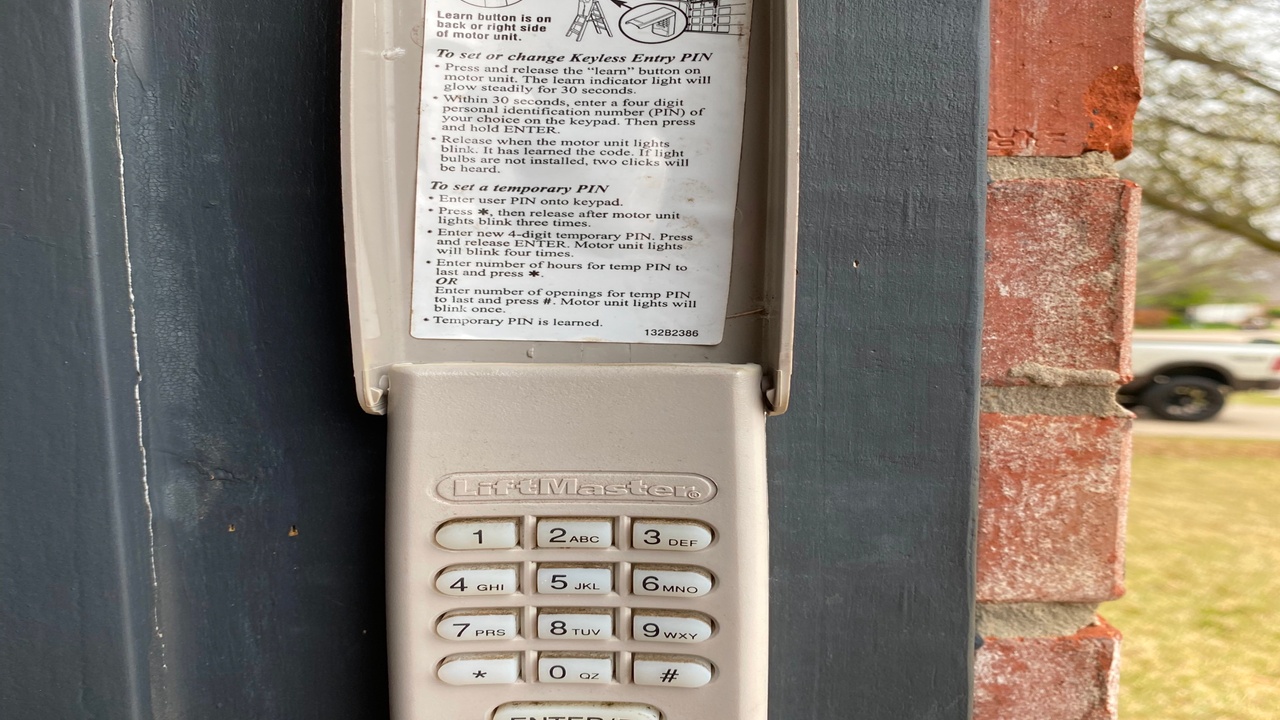 Learn button is on
back or right side
of motor unit.
To set or change Keyless Entry PIN
• Press and release the “learn” button on
motor unit. The learn indicator light will
glow steadily for 30 seconds.
• Within 30 seconds, enter a four digit
personal identification number (PIN) of
your choice on the keypad. Then press
and hold ENTER.
• Release when the motor unit lights
blink. It has learned the code. If light
bulbs are not installed, two clicks will
be heard.
To set a temporary PIN
• Enter user PIN onto keypad.
• Press ✱, then release after motor unit
lights blink three times.
• Enter new 4-digit temporary PIN. Press
and release ENTER. Motor unit lights
will blink four times.
• Enter number of hours for temp PIN to
last and press ✱.
OR
Enter number of openings for temp PIN
to last and press #. Motor unit lights will
blink once.
• Temporary PIN is learned.
132B2386
LiftMaster®
1 2 ABC 3 DEF
4 GHI 5 JKL 6 MNO
7 PRS 8 TUV 9 WXY
* 0 QZ #